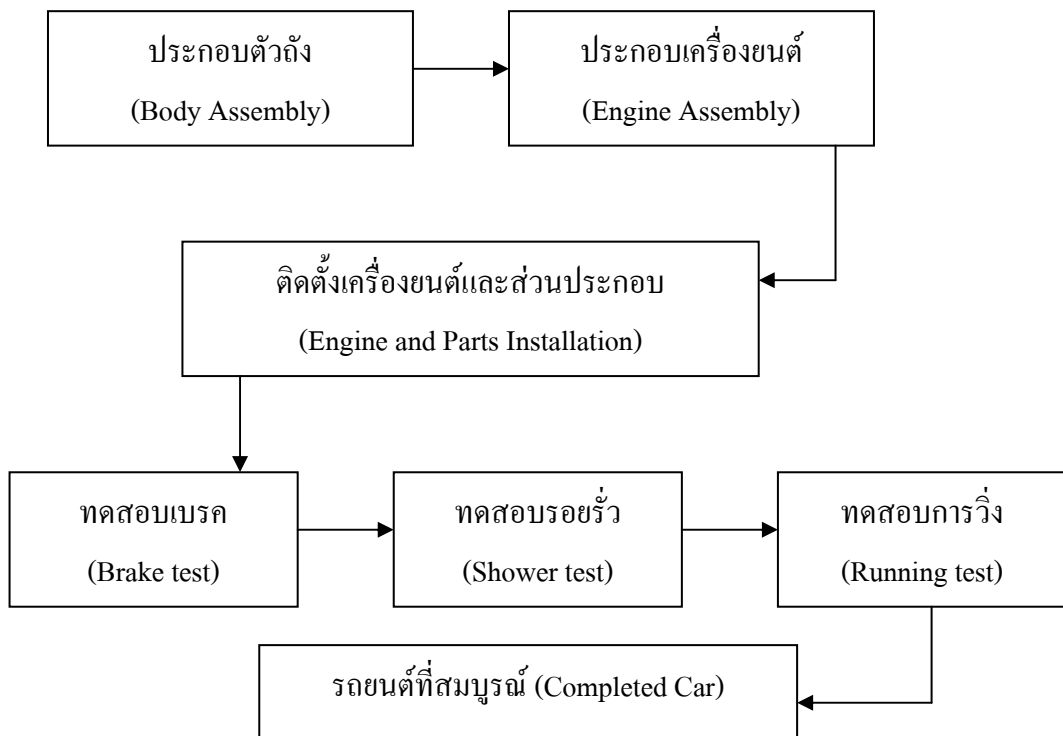 ประกอบตัวถัง
(Body Assembly)
ประกอบเครื่องยนต์
(Engine Assembly)
ติดตั้งเครื่องยนต์และส่วนประกอบ
(Engine and Parts Installation)
ทดสอบเบรค
(Brake test)
ทดสอบรอยรั่ว
(Shower test)
ทดสอบการวิ่ง
(Running test)
รถยนต์ที่สมบูรณ์ (Completed Car)